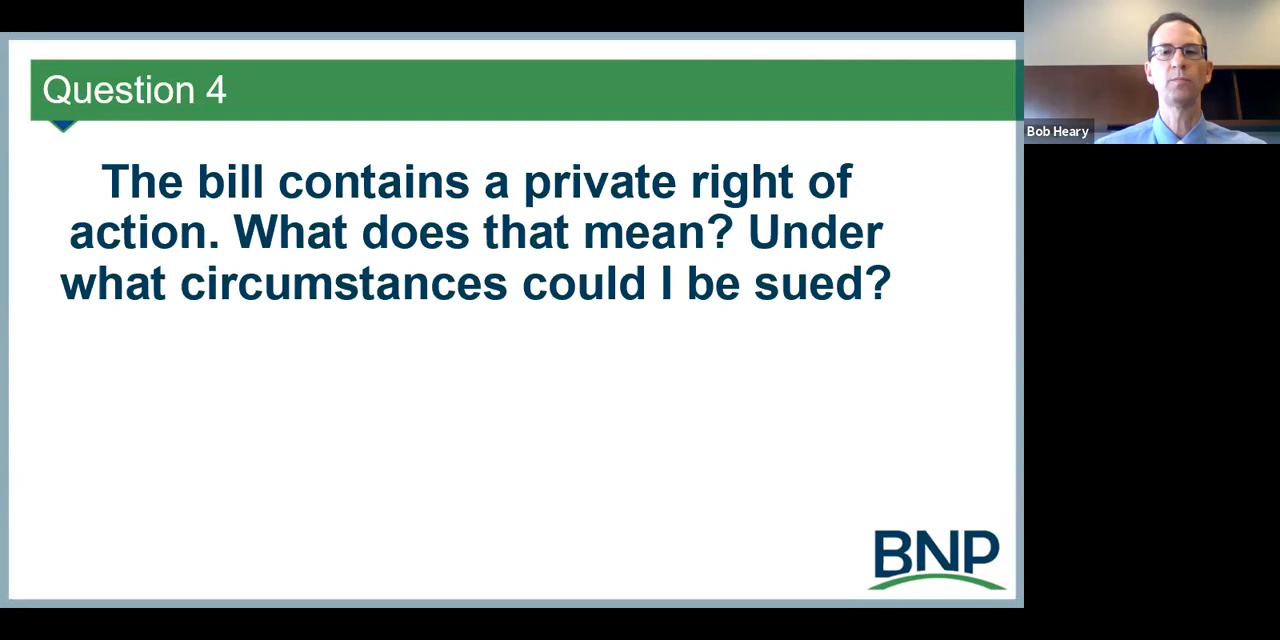 Question 4
The bill contains a private right of
action. What does that mean? Under
what circumstances could I be sued?
Bob Heary
BNP